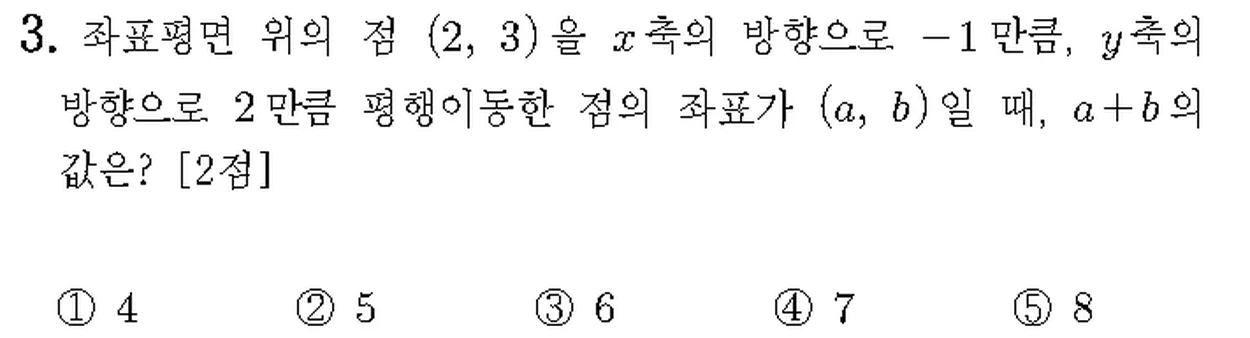 3. 좌표평면 위의 점 (2, 3)을 x축의 방향으로 -1만큼, y축의
방향으로 2만큼 평행이동한 점의 좌표가 (a, b)일 때, a+b의
값은? [2점]
① 4 ② 5 ③ 6 ④ 7 ⑤ 8